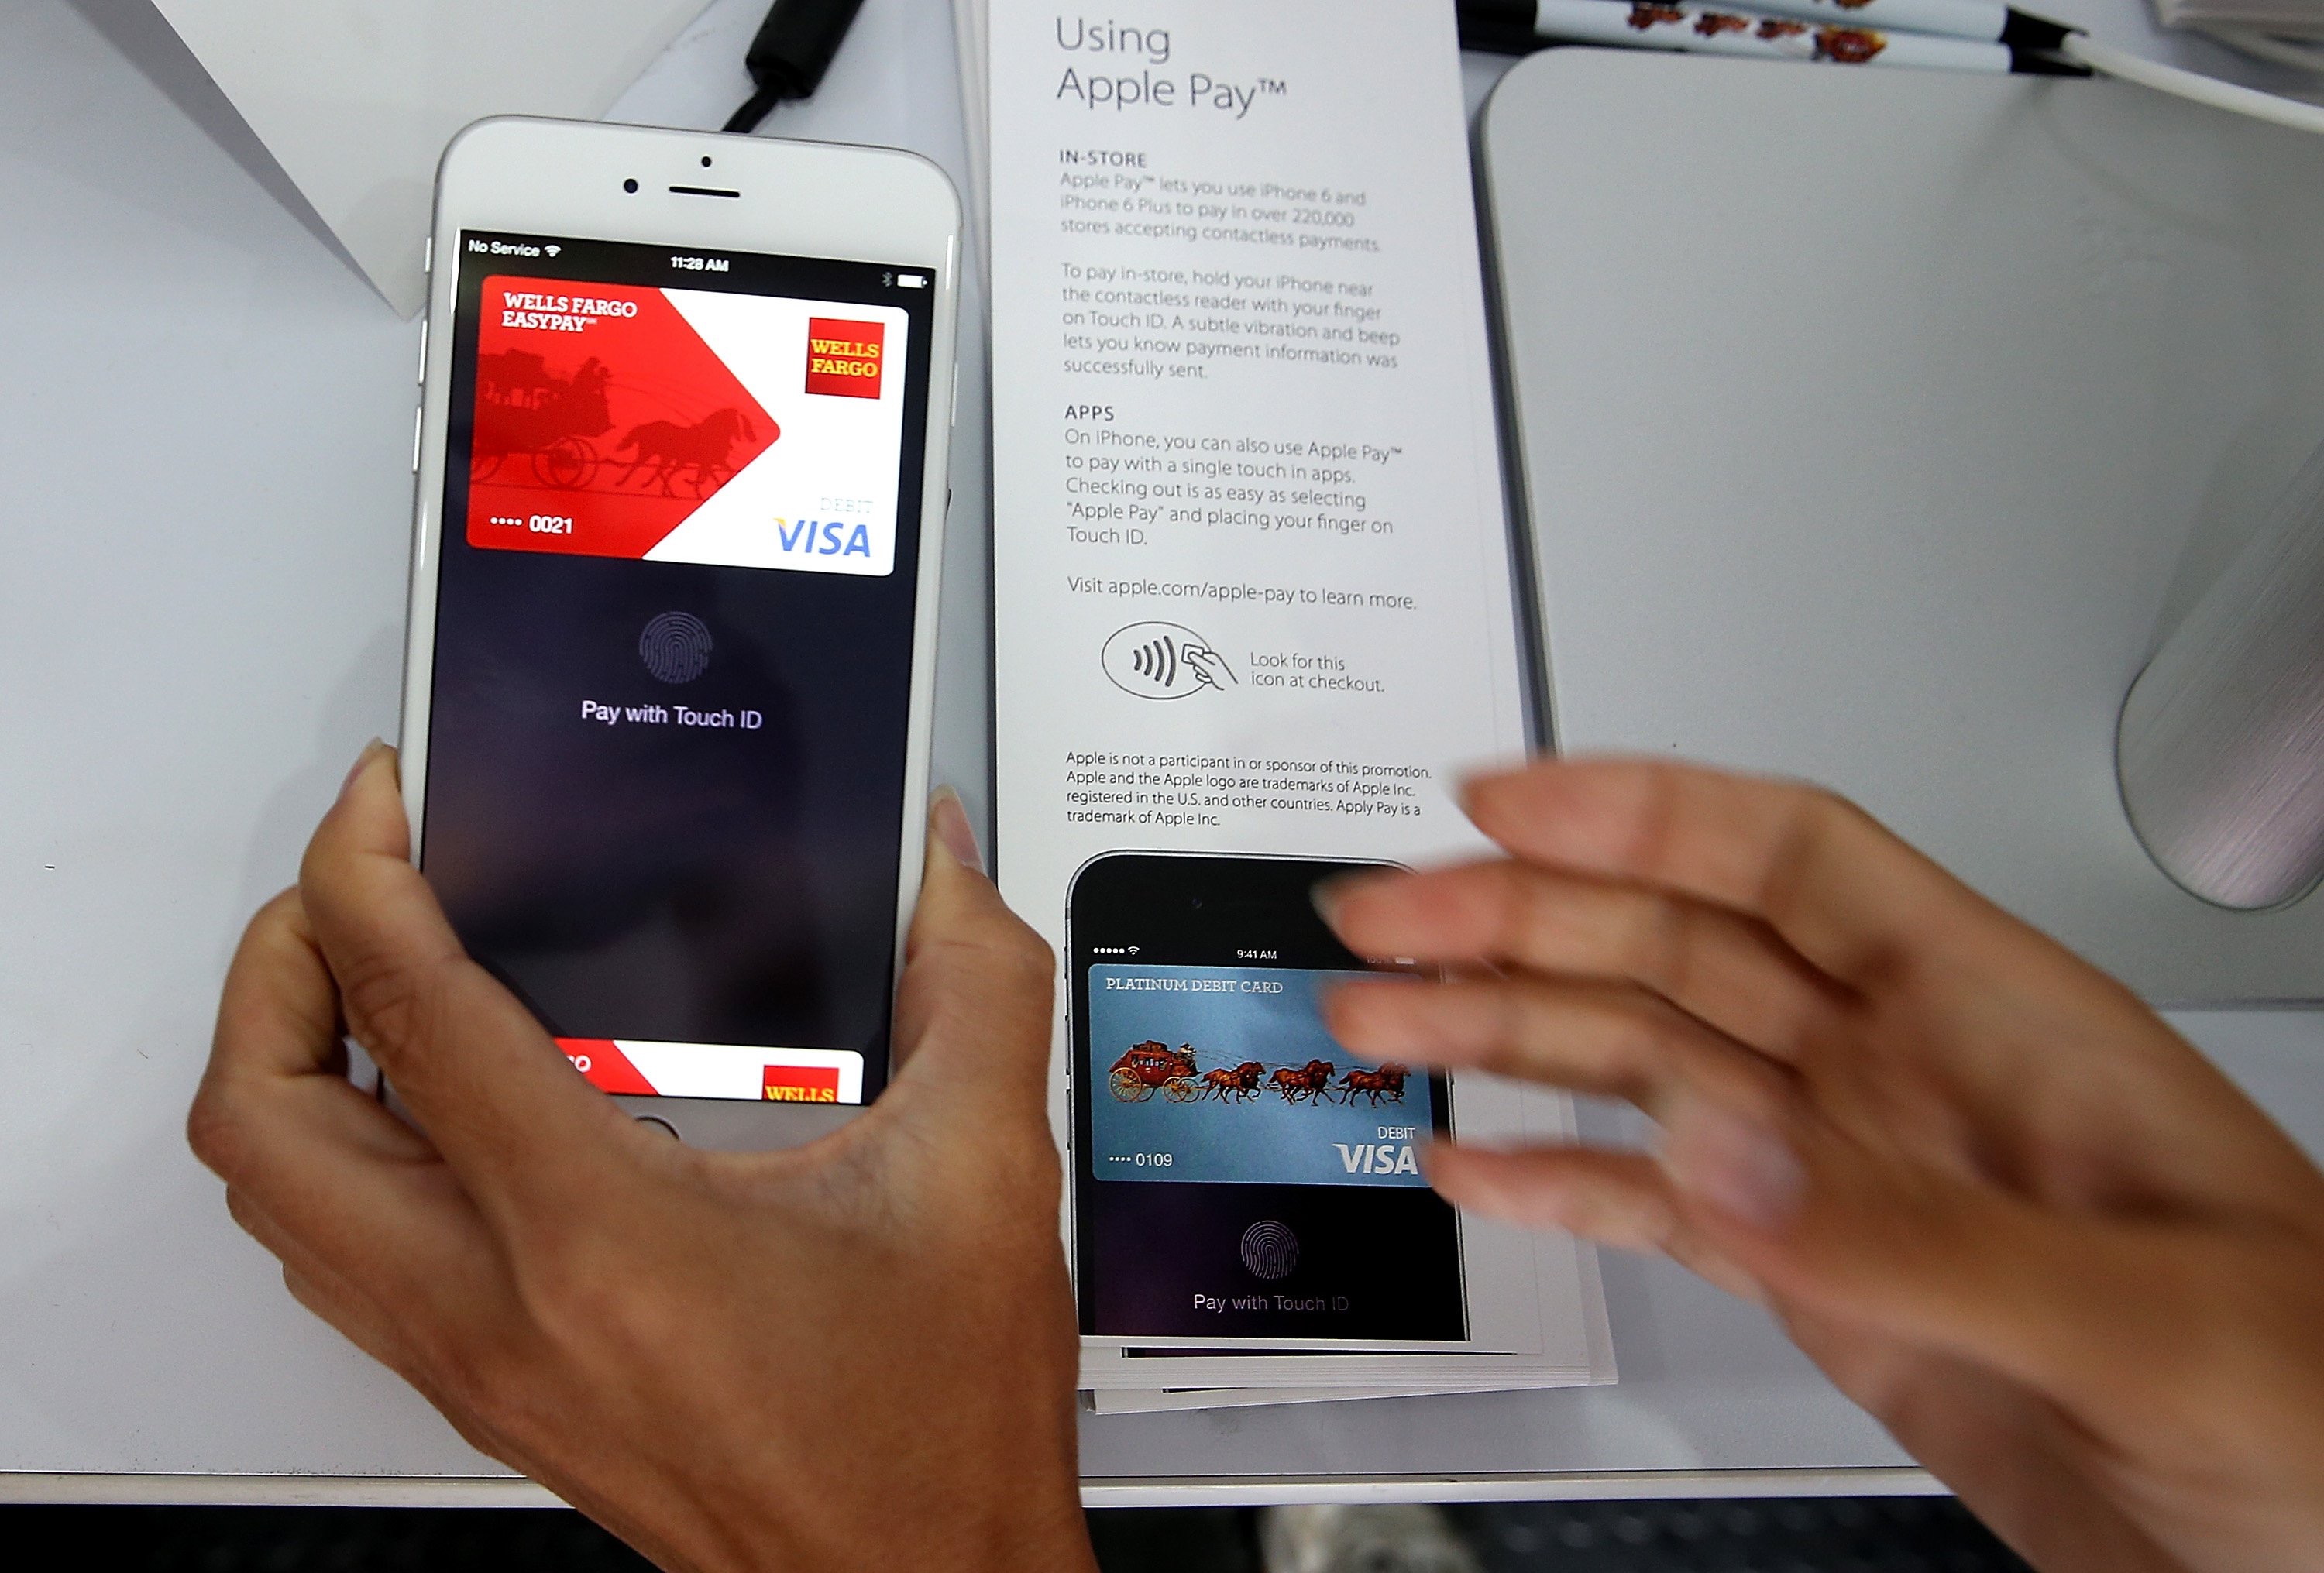 No Service
11:28 AM
WELLS FARGO
EASYPAY℠
WELLS
FARGO
•••• 0021
DEBIT
VISA
Pay with Touch ID
GO
WELLS
Using
Apple Pay™
IN-STORE
Apple Pay™ lets you use iPhone 6 and
iPhone 6 Plus to pay in over 220,000
stores accepting contactless payments.
To pay in-store, hold your iPhone near
the contactless reader with your finger
on Touch ID. A subtle vibration and beep
lets you know payment information was
successfully sent.
APPS
On iPhone, you can also use Apple Pay™
to pay with a single touch in apps.
Checking out is as easy as selecting
"Apple Pay" and placing your finger on
Touch ID.
Visit apple.com/apple-pay to learn more.
Look for this
icon at checkout.
Apple is not a participant in or sponsor of this promotion.
Apple and the Apple logo are trademarks of Apple Inc.
registered in the U.S. and other countries. Apply Pay is a
trademark of Apple Inc.
9:41 AM
100%
PLATINUM DEBIT CARD
DEBIT
VISA
•••• 0109
Pay with Touch ID